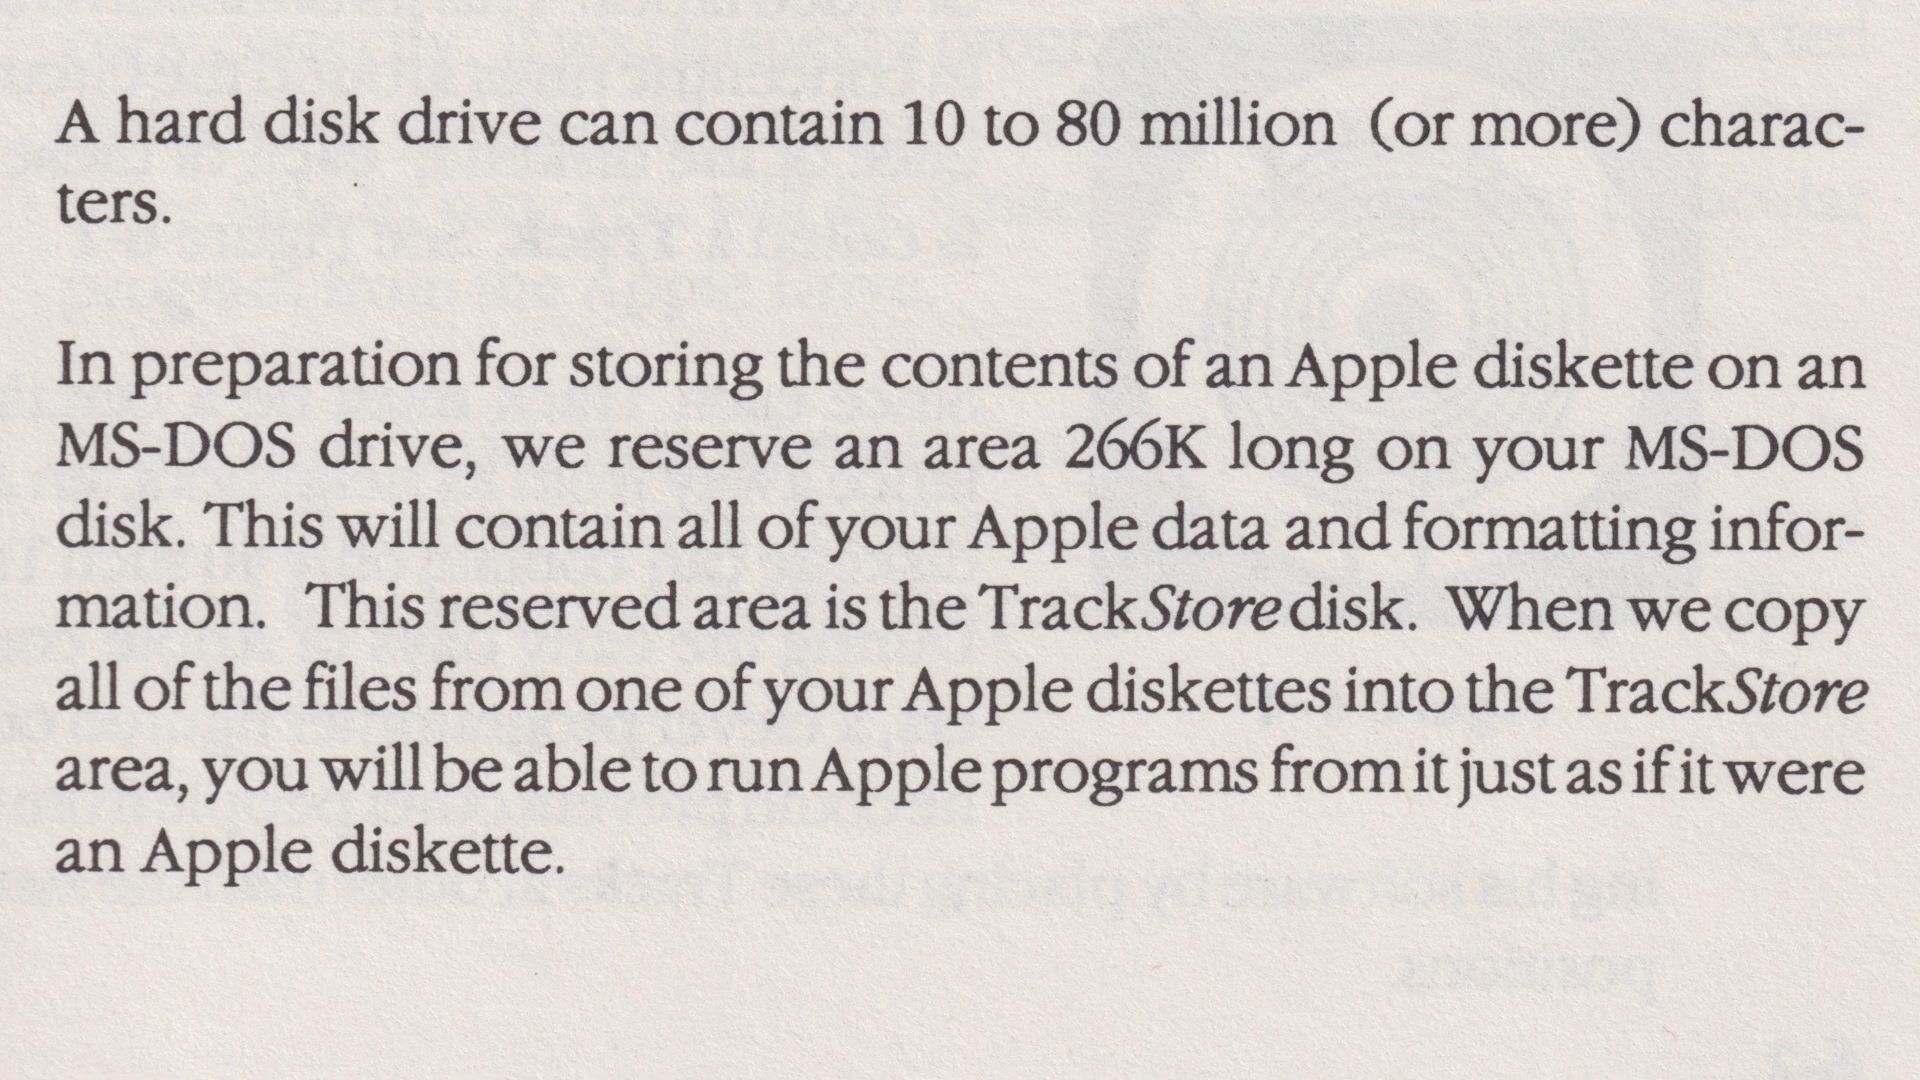 A hard disk drive can contain 10 to 80 million (or more) charac-
ters.
In preparation for storing the contents of an Apple diskette on an
MS-DOS drive, we reserve an area 266K long on your MS-DOS
disk. This will contain all of your Apple data and formatting infor-
mation. This reserved area is the TrackStore disk. When we copy
all of the files from one of your Apple diskettes into the TrackStore
area, you will be able to run Apple programs from it just as if it were
an Apple diskette.